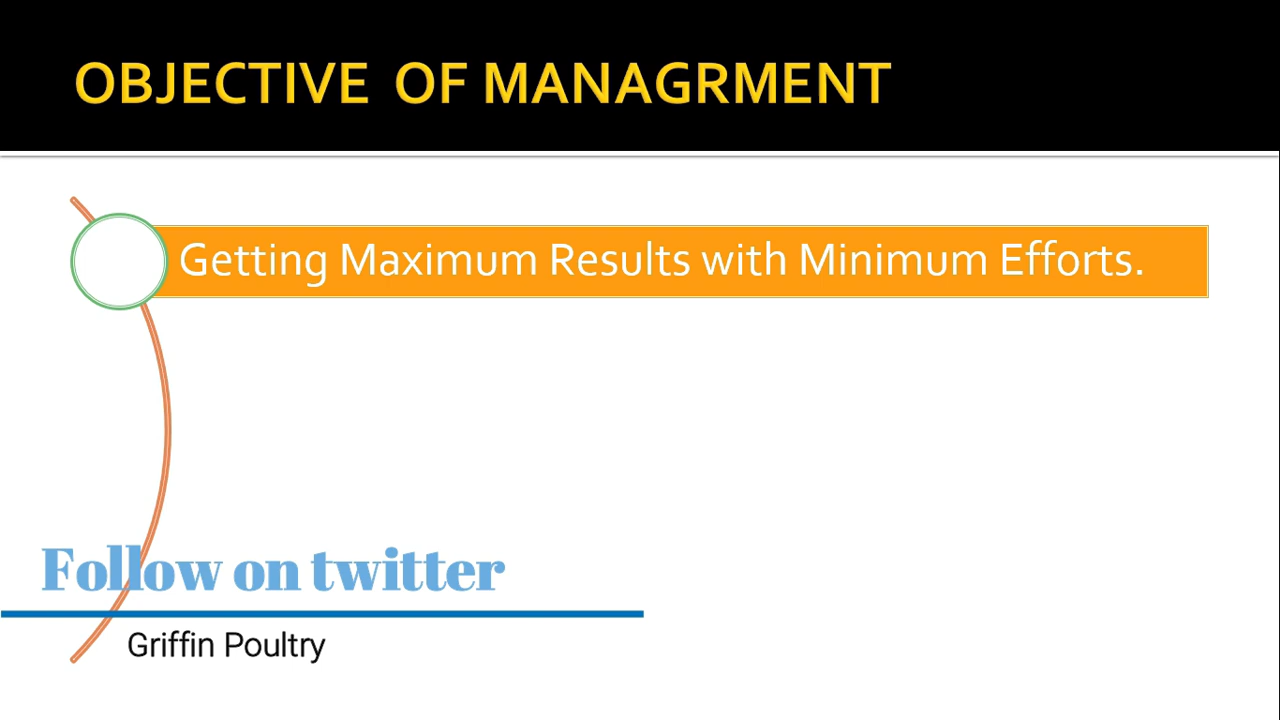 OBJECTIVE OF MANAGRMENT
Getting Maximum Results with Minimum Efforts.
Follow on twitter
Griffin Poultry